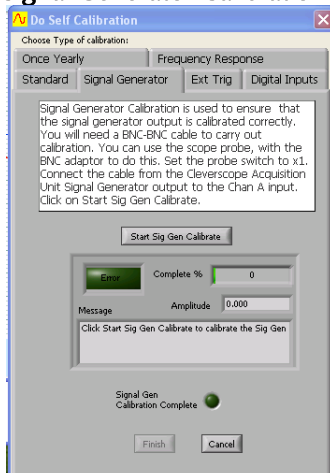 Do Self Calibration
Choose Type of calibration:
Once Yearly
Frequency Response
Standard
Signal Generator
Ext Trig
Digital Inputs
Signal Generator Calibration is used to ensure that
the signal generator output is calibrated correctly.
You will need a BNC-BNC cable to carry out
calibration. You can use the scope probe, with the
BNC adaptor to do this. Set the probe switch to x1.
Connect the cable from the Cleverscope Acquisition
Unit Signal Generator output to the Chan A input.
Click on Start Sig Gen Calibrate.
Start Sig Gen Calibrate
Error
Complete %
0
Amplitude
0.000
Message
Click Start Sig Gen Calibrate to calibrate the Sig Gen
Signal Gen
Calibration Complete
Finish
Cancel